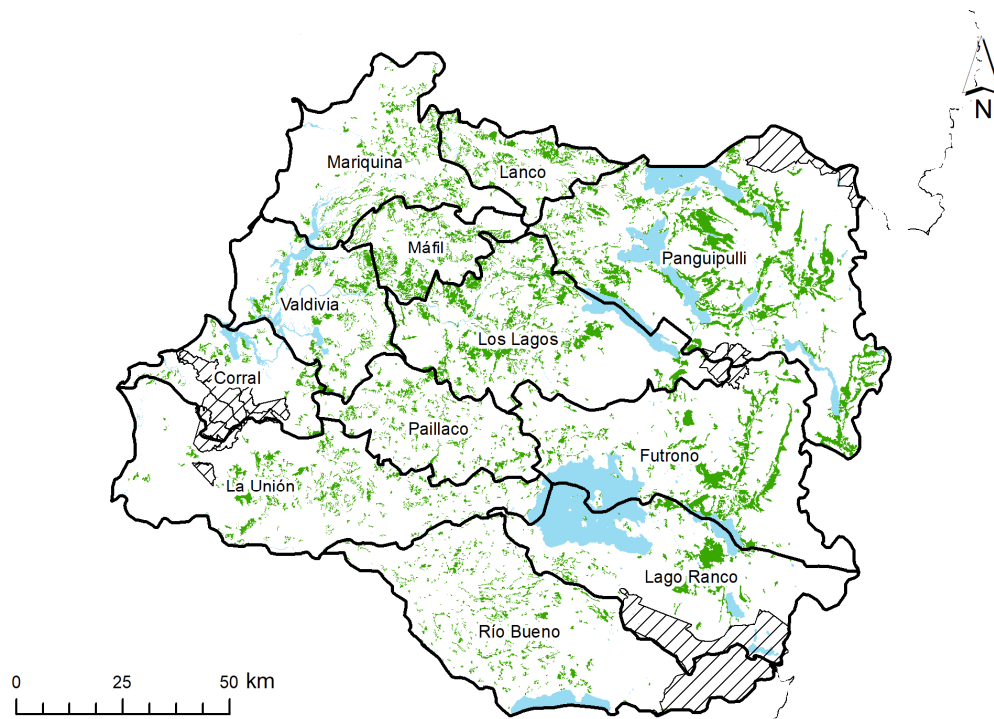 N
Mariquina
Lanco
Máfil
Panguipulli
Valdivia
Los Lagos
Corral
Paillaco
Futrono
La Unión
Lago Ranco
Río Bueno
0 25 50 km